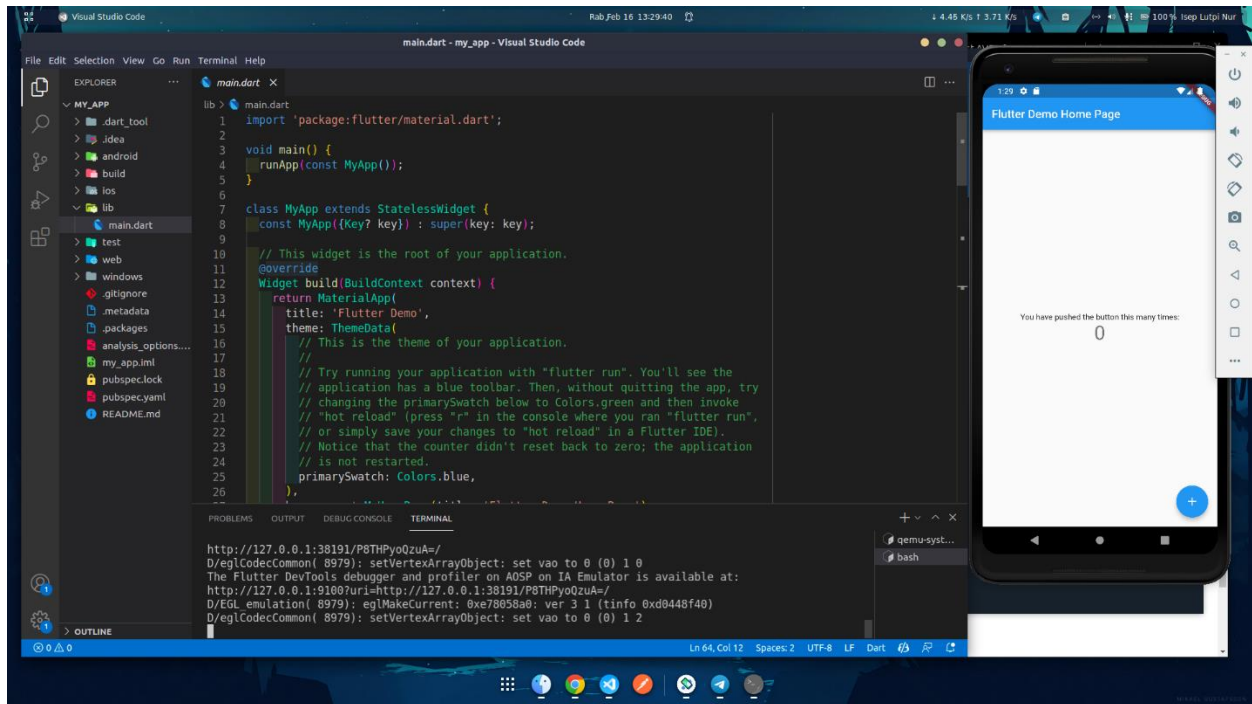 Visual Studio Code
Rab Feb 16 13:29:40
↓ 4.45 K/s ↑ 3.71 K/s
100 % Isep Lutpi Nur
main.dart - my_app - Visual Studio Code
File Edit Selection View Go Run Terminal Help
EXPLORER
MY_APP
.dart_tool
.idea
android
build
ios
lib
main.dart
test
web
windows
.gitignore
.metadata
.packages
analysis_options....
my_app.iml
pubspec.lock
pubspec.yaml
README.md
OUTLINE
main.dart
lib > main.dart
1 import 'package:flutter/material.dart';
2
3 void main() {
4 runApp(const MyApp());
5 }
6
7 class MyApp extends StatelessWidget {
8 const MyApp({Key? key}) : super(key: key);
9
10 // This widget is the root of your application.
11 @override
12 Widget build(BuildContext context) {
13 return MaterialApp(
14 title: 'Flutter Demo',
15 theme: ThemeData(
16 // This is the theme of your application.
17 //
18 // Try running your application with "flutter run". You'll see the
19 // application has a blue toolbar. Then, without quitting the app, try
20 // changing the primarySwatch below to Colors.green and then invoke
21 // "hot reload" (press "r" in the console where you ran "flutter run",
22 // or simply save your changes to "hot reload" in a Flutter IDE).
23 // Notice that the counter didn't reset back to zero; the application
24 // is not restarted.
25 primarySwatch: Colors.blue,
26 ),
PROBLEMS OUTPUT DEBUG CONSOLE TERMINAL
http://127.0.0.1:38191/P8THPyoQzuA=/
D/eglCodecCommon( 8979): setVertexArrayObject: set vao to 0 (0) 1 0
The Flutter DevTools debugger and profiler on AOSP on IA Emulator is available at:
http://127.0.0.1:9100?uri=http://127.0.0.1:38191/P8THPyoQzuA=/
D/EGL_emulation( 8979): eglMakeCurrent: 0xe78058a0: ver 3 1 (tinfo 0xd0448f40)
D/eglCodecCommon( 8979): setVertexArrayObject: set vao to 0 (0) 1 2
qemu-syst...
bash
0 0
Ln 64, Col 12 Spaces: 2 UTF-8 LF Dart
1:29
Flutter Demo Home Page
You have pushed the button this many times:
0